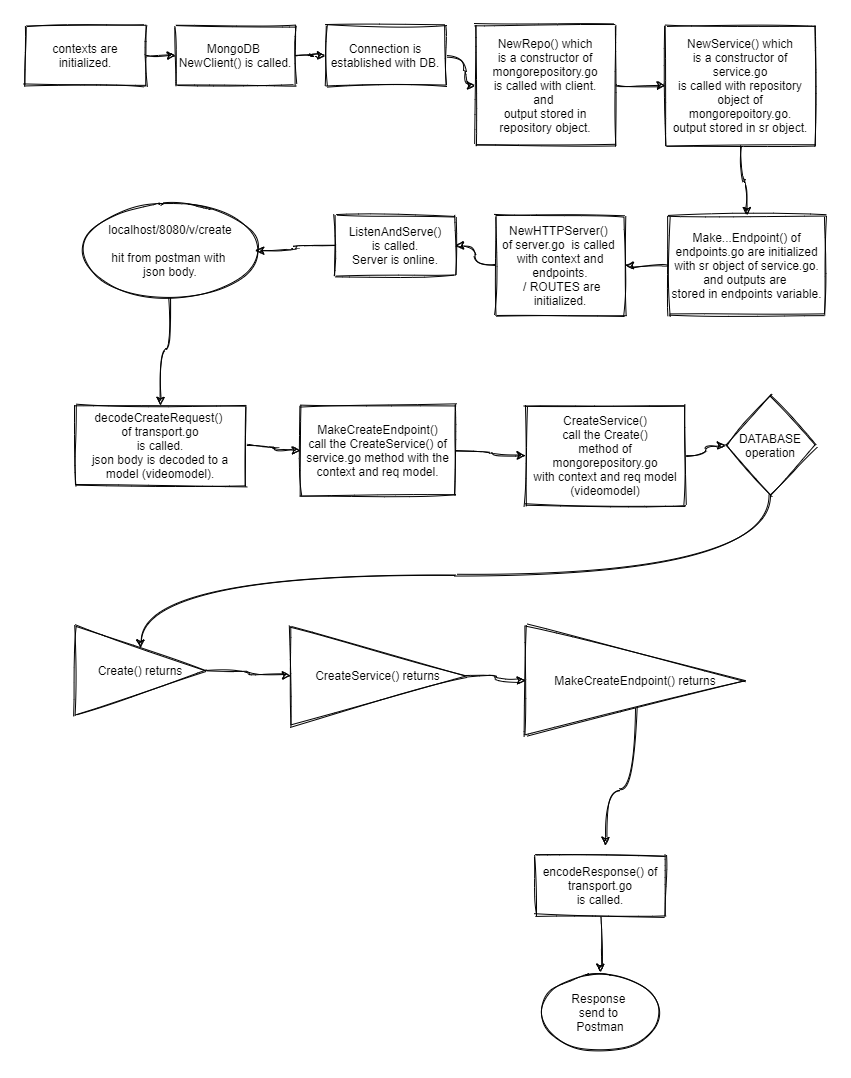 contexts are
initialized.
MongoDB
NewClient() is called.
Connection is
established with DB.
NewRepo() which
is a constructor of
mongorepository.go
is called with client.
and
output stored in
repository object.
NewService() which
is a constructor of
service.go
is called with repository
object of
mongorepoitory.go.
output stored in sr object.
localhost/8080/v/create
hit from postman with
json body.
ListenAndServe()
is called.
Server is online.
NewHTTPServer()
of server.go is called
with context and
endpoints.
/ ROUTES are
initialized.
Make...Endpoint() of
endpoints.go are initialized
with sr object of service.go.
and outputs are
stored in endpoints variable.
decodeCreateRequest()
of transport.go
is called.
json body is decoded to a
model (videomodel).
MakeCreateEndpoint()
call the CreateService() of
service.go method with the
context and req model.
CreateService()
call the Create()
method of
mongorepository.go
with context and req model
(videomodel)
DATABASE
operation
Create() returns
CreateService() returns
MakeCreateEndpoint() returns
encodeResponse() of
transport.go
is called.
Response
send to
Postman